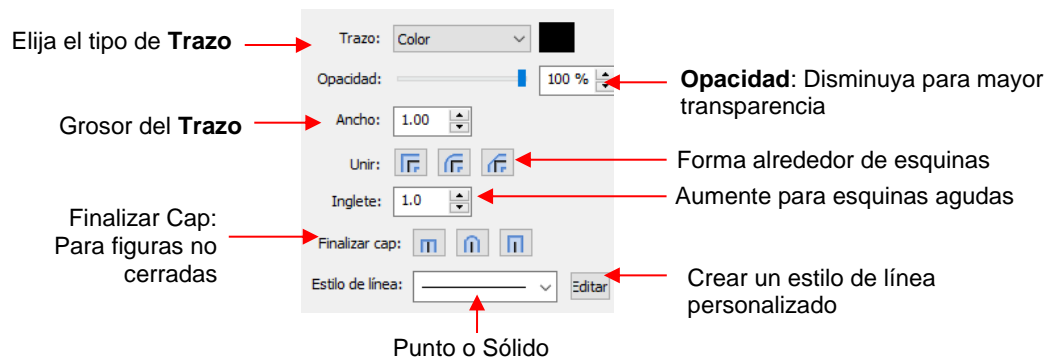 Elija el tipo de Trazo
Trazo: Color
Opacidad: 100 %
Opacidad: Disminuya para mayor
transparencia
Grosor del Trazo
Ancho: 1.00
Unir:
Forma alrededor de esquinas
Inglete: 1.0
Aumente para esquinas agudas
Finalizar Cap:
Para figuras no
cerradas
Finalizar cap:
Estilo de línea: Editar
Crear un estilo de línea
personalizado
Punto o Sólido